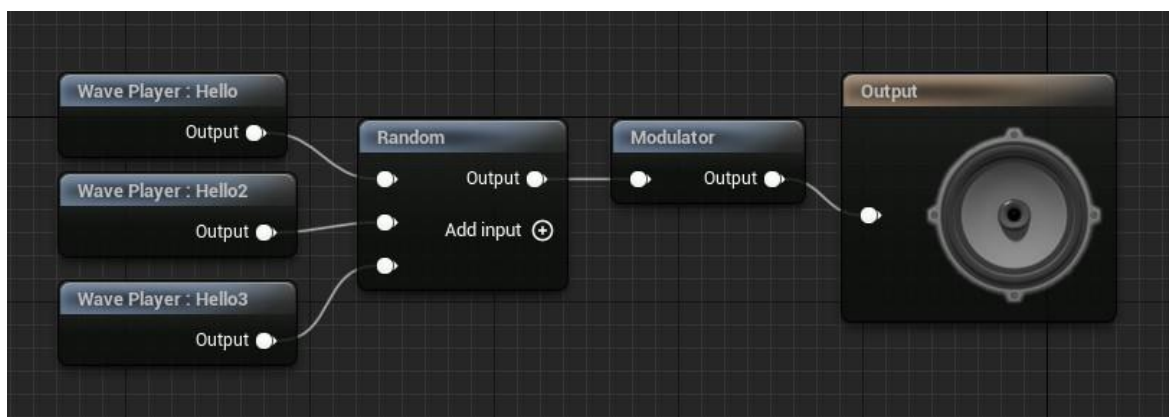 Wave Player : Hello
Output
Wave Player : Hello2
Output
Wave Player : Hello3
Output
Random
Output
Add input
Modulator
Output
Output